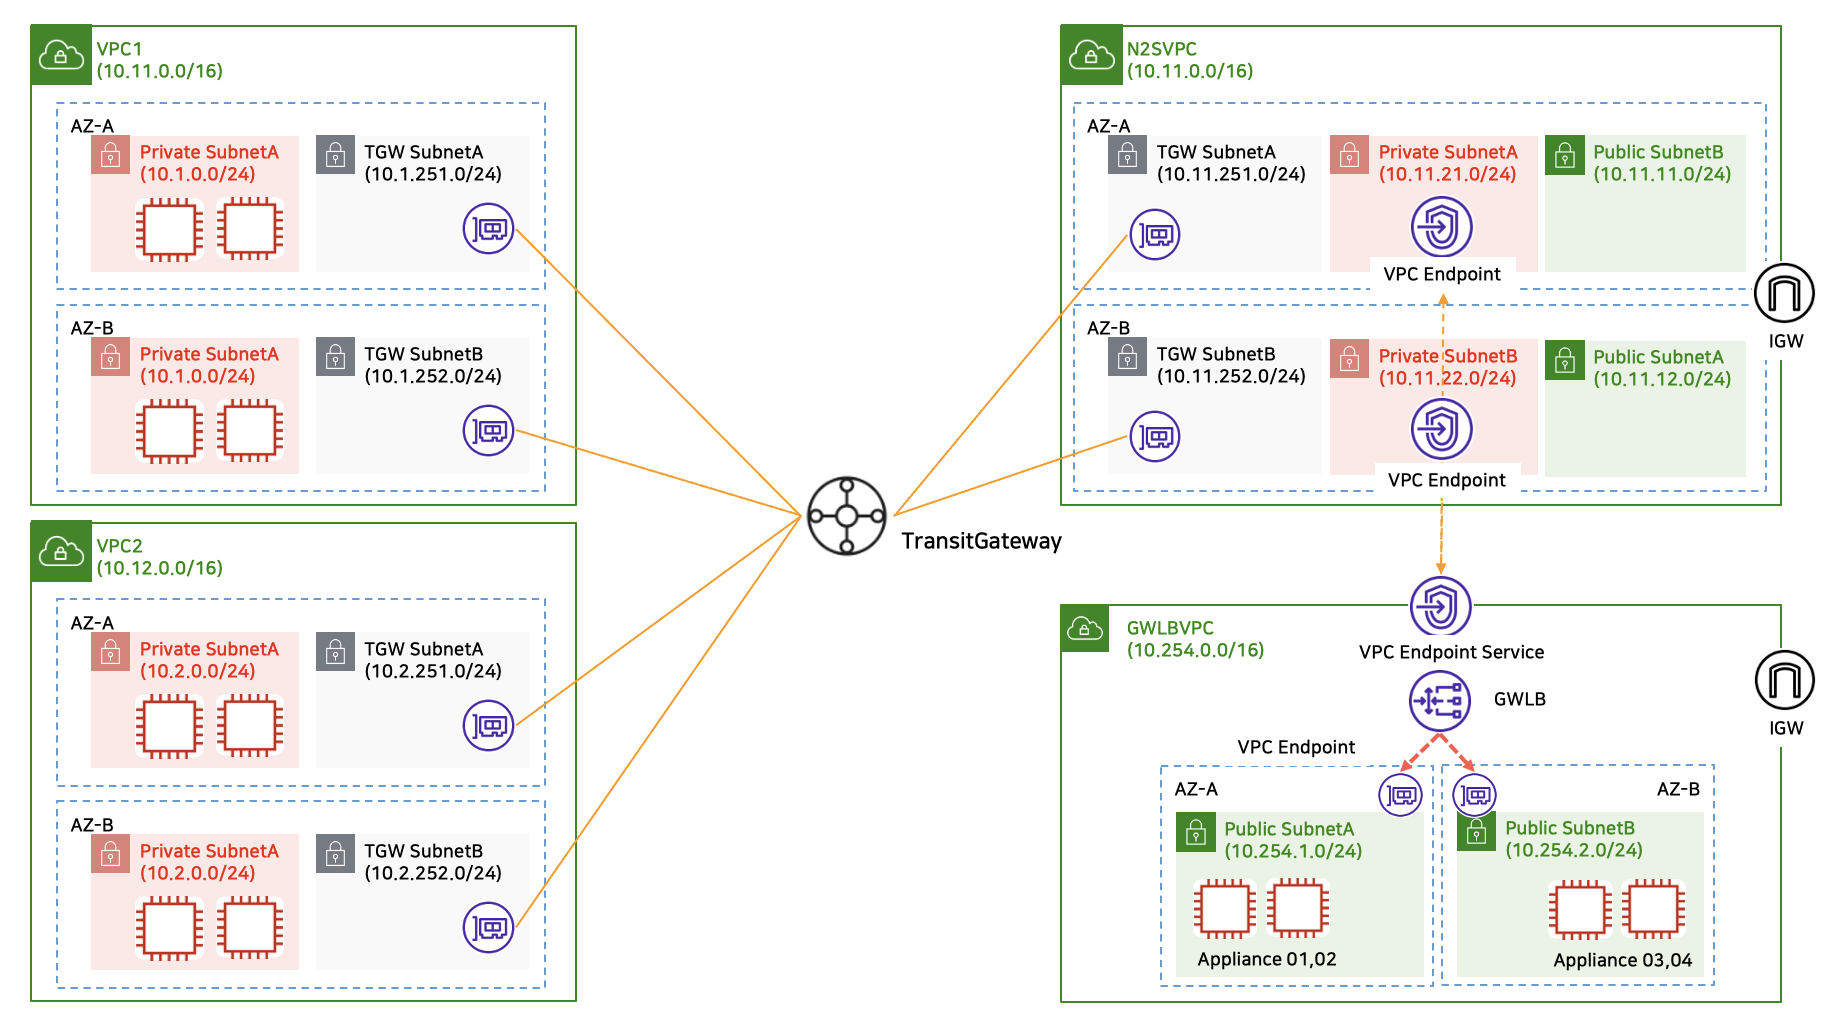 VPC1
(10.11.0.0/16)
AZ-A
Private SubnetA
(10.1.0.0/24)
TGW SubnetA
(10.1.251.0/24)
AZ-B
Private SubnetA
(10.1.0.0/24)
TGW SubnetB
(10.1.252.0/24)
VPC2
(10.12.0.0/16)
AZ-A
Private SubnetA
(10.2.0.0/24)
TGW SubnetA
(10.2.251.0/24)
AZ-B
Private SubnetA
(10.2.0.0/24)
TGW SubnetB
(10.2.252.0/24)
TransitGateway
N2SVPC
(10.11.0.0/16)
AZ-A
TGW SubnetA
(10.11.251.0/24)
Private SubnetA
(10.11.21.0/24)
VPC Endpoint
Public SubnetB
(10.11.11.0/24)
AZ-B
TGW SubnetB
(10.11.252.0/24)
Private SubnetB
(10.11.22.0/24)
VPC Endpoint
Public SubnetA
(10.11.12.0/24)
IGW
GWLBVPC
(10.254.0.0/16)
VPC Endpoint Service
GWLB
IGW
VPC Endpoint
AZ-A
Public SubnetA
(10.254.1.0/24)
Appliance 01,02
AZ-B
Public SubnetB
(10.254.2.0/24)
Appliance 03,04